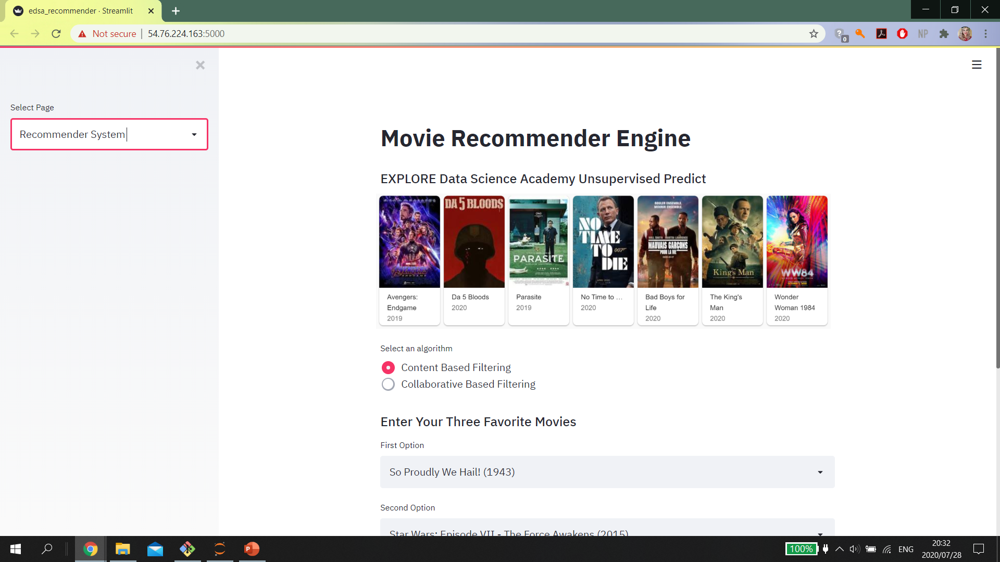 edsa_recommender · Streamlit
Not secure
54.76.224.163:5000
0
NP
Select Page
Recommender System
Movie Recommender Engine
EXPLORE Data Science Academy Unsupervised Predict
DA 5 BLOODS
PARASITE
NO TIME TO DIE
007
APRIL 2020
MAUVAIS GARÇONS
POUR LA VIE
The King's Man
WW84
Avengers: Endgame
2019
Da 5 Bloods
2020
Parasite
2019
No Time to ...
2020
Bad Boys for Life
2020
The King's Man
2020
Wonder Woman 1984
2020
Select an algorithm
Content Based Filtering
Collaborative Based Filtering
Enter Your Three Favorite Movies
First Option
So Proudly We Hail! (1943)
Second Option
Star Wars: Episode VII - The Force Awakens (2015)
100%
ENG
20:32
2020/07/28